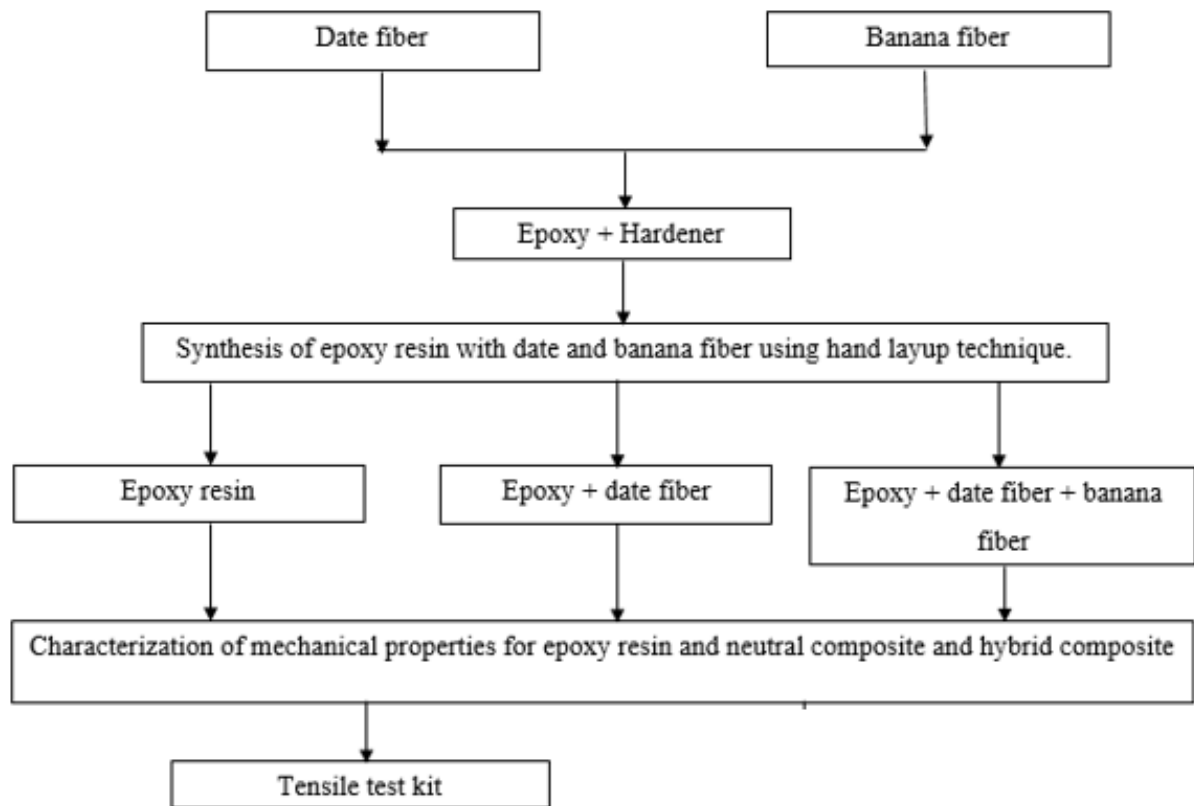 Date fiber
Banana fiber
Epoxy + Hardener
Synthesis of epoxy resin with date and banana fiber using hand layup technique.
Epoxy resin
Epoxy + date fiber
Epoxy + date fiber + banana
fiber
Characterization of mechanical properties for epoxy resin and neutral composite and hybrid composite
Tensile test kit